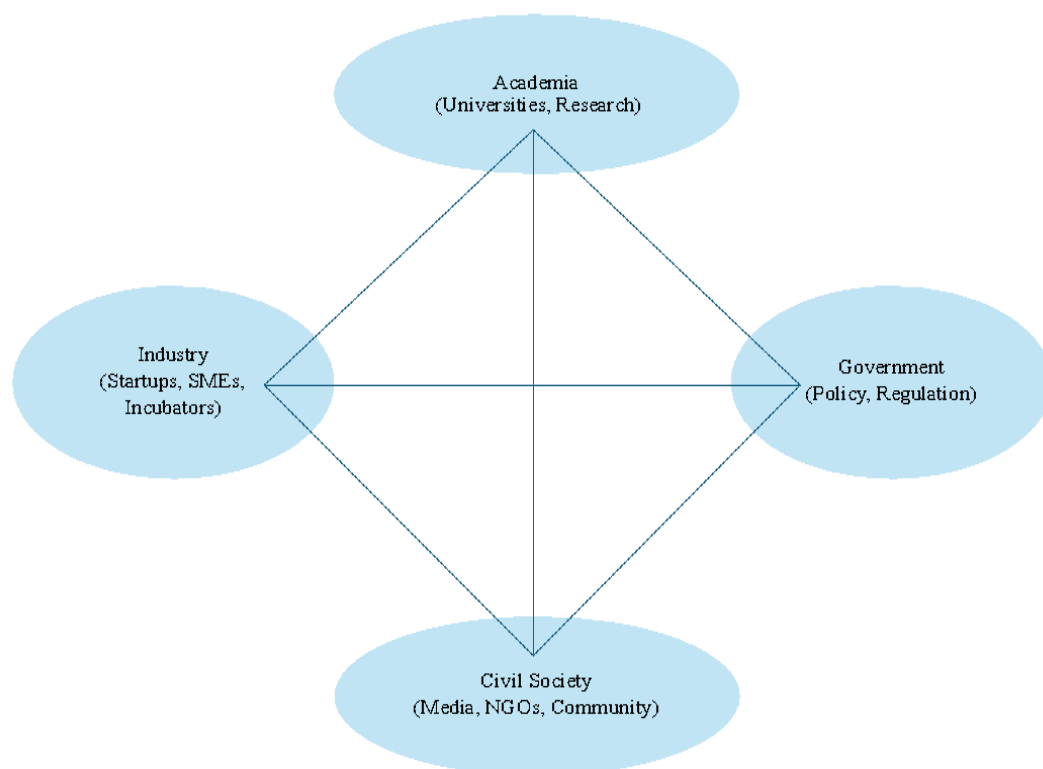 Academia
(Universities, Research)
Industry
(Startups, SMEs,
Incubators)
Government
(Policy, Regulation)
Civil Society
(Media, NGOs, Community)